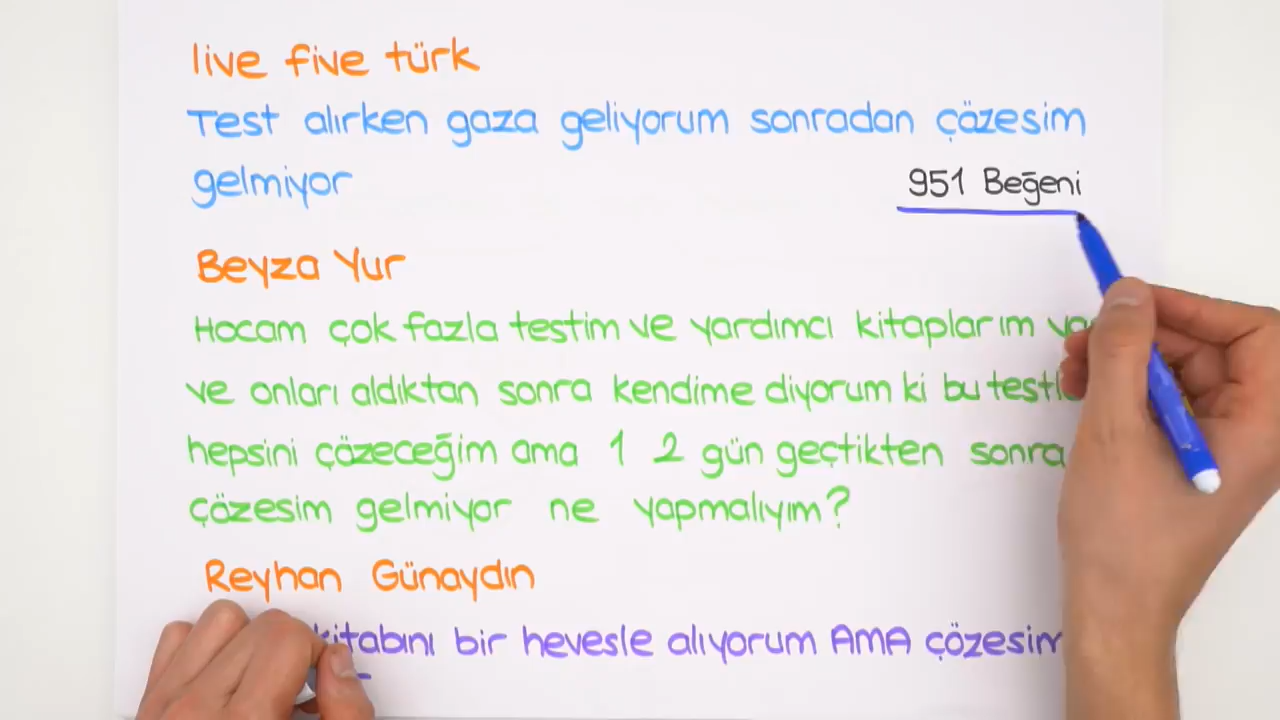 live five türk
Test alırken gaza geliyorum sonradan çözesim
gelmiyor
951 Beğeni
Beyza Yur
Hocam çok fazla testim ve yardımcı kitaplarım
ve onları aldıktan sonra kendime diyorum ki bu
hepsini çözeceğim ama 1 2 gün geçtikten sonra
çözesim gelmiyor ne yapmalıyım?
Reyhan Günaydın
bir hevesle alıyorum AMA çözesim